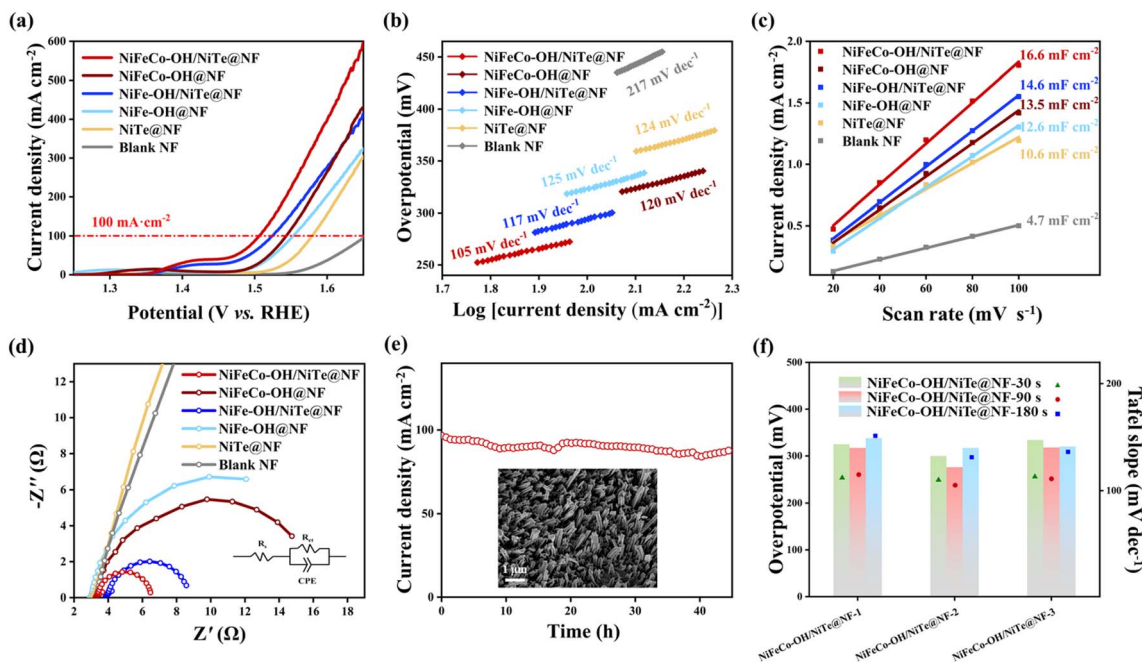 (a)
Current density (mA cm-2)
600
500
400
300
200
100
0
NiFeCo-OH/NiTe@NF
NiFeCo-OH@NF
NiFe-OH/NiTe@NF
NiFe-OH@NF
NiTe@NF
Blank NF
100 mA·cm-2
1.3 1.4 1.5 1.6
Potential (V vs. RHE)
(b)
Overpotential (mV)
450
400
350
300
250
NiFeCo-OH/NiTe@NF
NiFeCo-OH@NF
NiFe-OH/NiTe@NF
NiFe-OH@NF
NiTe@NF
Blank NF
217 mV dec-1
124 mV dec-1
125 mV dec-1
117 mV dec-1
120 mV dec-1
105 mV dec-1
1.7 1.8 1.9 2.0 2.1 2.2 2.3
Log [current density (mA cm-2)]
(c)
Current density (mA cm-2)
2.0
1.5
1.0
0.5
NiFeCo-OH/NiTe@NF
NiFeCo-OH@NF
NiFe-OH/NiTe@NF
NiFe-OH@NF
NiTe@NF
Blank NF
16.6 mF cm-2
14.6 mF cm-2
13.5 mF cm-2
12.6 mF cm-2
10.6 mF cm-2
4.7 mF cm-2
20 40 60 80 100
Scan rate (mV s-1)
(d)
-Z'' (Ω)
12
10
8
6
4
2
0
NiFeCo-OH/NiTe@NF
NiFeCo-OH@NF
NiFe-OH/NiTe@NF
NiFe-OH@NF
NiTe@NF
Blank NF
Rs
Rct
CPE
2 4 6 8 10 12 14 16 18
Z' (Ω)
(e)
Current density (mA cm-2)
100
50
0
1 μm
0 10 20 30 40
Time (h)
(f)
Overpotential (mV)
500
400
300
200
100
0
NiFeCo-OH/NiTe@NF-30 s
NiFeCo-OH/NiTe@NF-90 s
NiFeCo-OH/NiTe@NF-180 s
200
100
Tafel slope (mV dec-1)
NiFeCo-OH/NiTe@NF-1
NiFeCo-OH/NiTe@NF-2
NiFeCo-OH/NiTe@NF-3